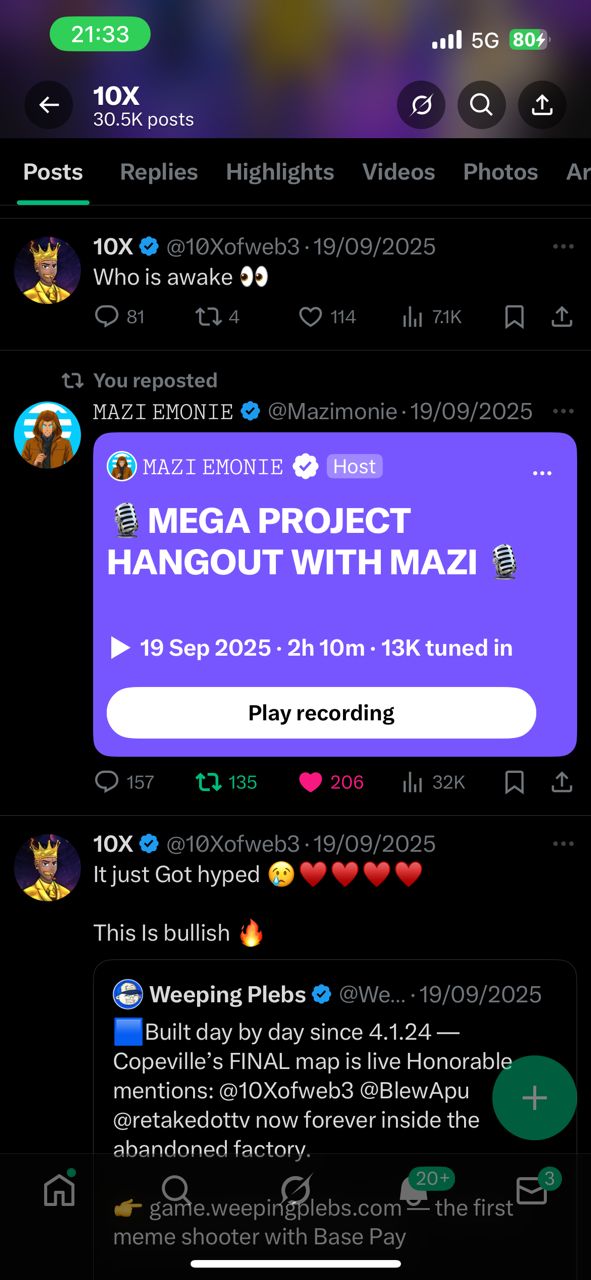 21:33
5G
80
10X
30.5K posts
Posts Replies Highlights Videos Photos Ar
10X @10Xofweb3 · 19/09/2025
Who is awake 👀
81 4 114 7.1K
You reposted
𝙼𝙰𝚉𝙸 𝙴𝙼𝙾𝙽𝙸𝙴 @Mazimonie · 19/09/2025
𝙼𝙰𝚉𝙸 𝙴𝙼𝙾𝙽𝙸𝙴 Host
🎙️ MEGA PROJECT
HANGOUT WITH MAZI 🎙️
19 Sep 2025 · 2h 10m · 13K tuned in
Play recording
157 135 206 32K
10X @10Xofweb3 · 19/09/2025
It just Got hyped 😢♥️♥️♥️♥️
This Is bullish 🔥
Weeping Plebs @We... · 19/09/2025
🟦Built day by day since 4.1.24 —
Copeville’s FINAL map is live Honorable
mentions: @10Xofweb3 @BlewApu
@retakedottv now forever inside the
abandoned factory.
20+ 3
👉 game.weepingplebs.com — the first
meme shooter with Base Pay